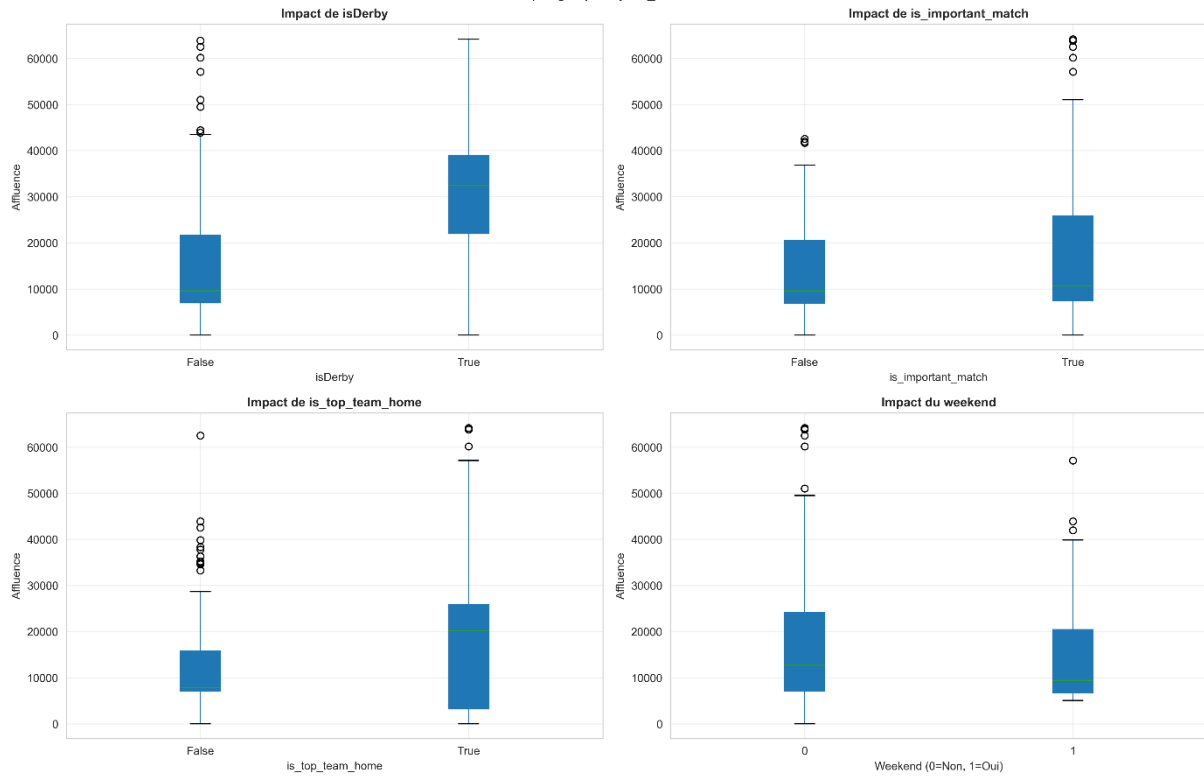 Impact de isDerby
60000
50000
40000
30000
20000
10000
0
Affluence
False
True
isDerby
Impact de is_important_match
60000
50000
40000
30000
20000
10000
0
Affluence
False
True
is_important_match
Impact de is_top_team_home
60000
50000
40000
30000
20000
10000
0
Affluence
False
True
is_top_team_home
Impact du weekend
60000
50000
40000
30000
20000
10000
0
Affluence
0
1
Weekend (0=Non, 1=Oui)